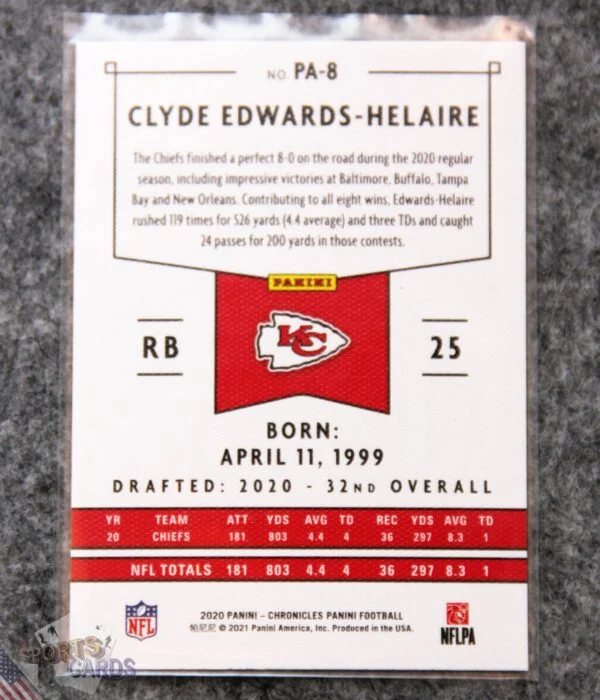 NO. PA-8
CLYDE EDWARDS-HELAIRE
The Chiefs finished a perfect 8-0 on the road during the 2020 regular
season, including impressive victories at Baltimore, Buffalo, Tampa
Bay and New Orleans. Contributing to all eight wins, Edwards-Helaire
rushed 119 times for 526 yards (4.4 average) and three TDs and caught
24 passes for 200 yards in those contests.
PANINI
KC
RB
25
BORN:
APRIL 11, 1999
DRAFTED: 2020 - 32ND OVERALL
YR TEAM ATT YDS AVG TD REC YDS AVG TD
20 CHIEFS 181 803 4.4 4 36 297 8.3 1
NFL TOTALS 181 803 4.4 4 36 297 8.3 1
NFL
2020 PANINI - CHRONICLES PANINI FOOTBALL
帕尼尼 © 2021 Panini America, Inc. Produced in the USA.
NFLPA
SPORTS
CARDS